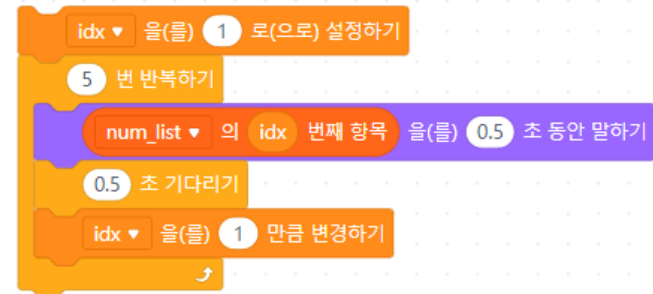 idx ▼ 을(를) 1 로(으로) 설정하기
5 번 반복하기
num_list ▼ 의 idx 번째 항목 을(를) 0.5 초 동안 말하기
0.5 초 기다리기
idx ▼ 을(를) 1 만큼 변경하기